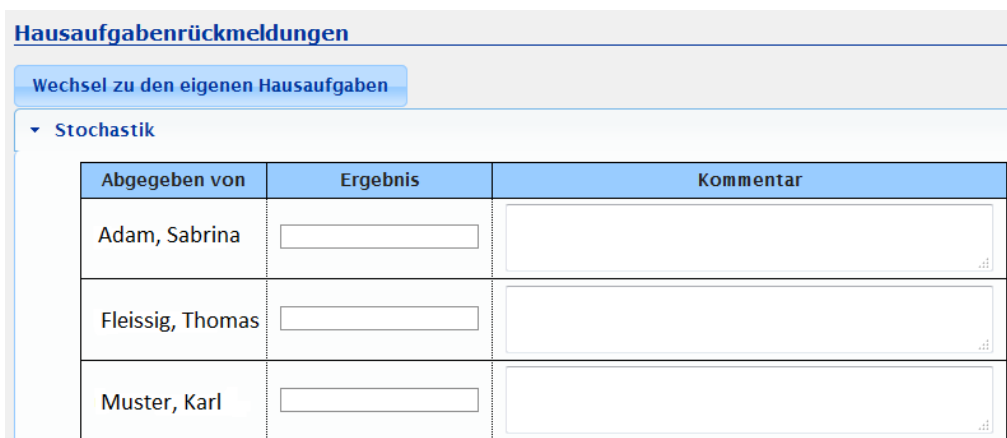 Hausaufgabenrückmeldungen
Wechsel zu den eigenen Hausaufgaben
Stochastik
Abgegeben von Ergebnis Kommentar
Adam, Sabrina
Fleissig, Thomas
Muster, Karl